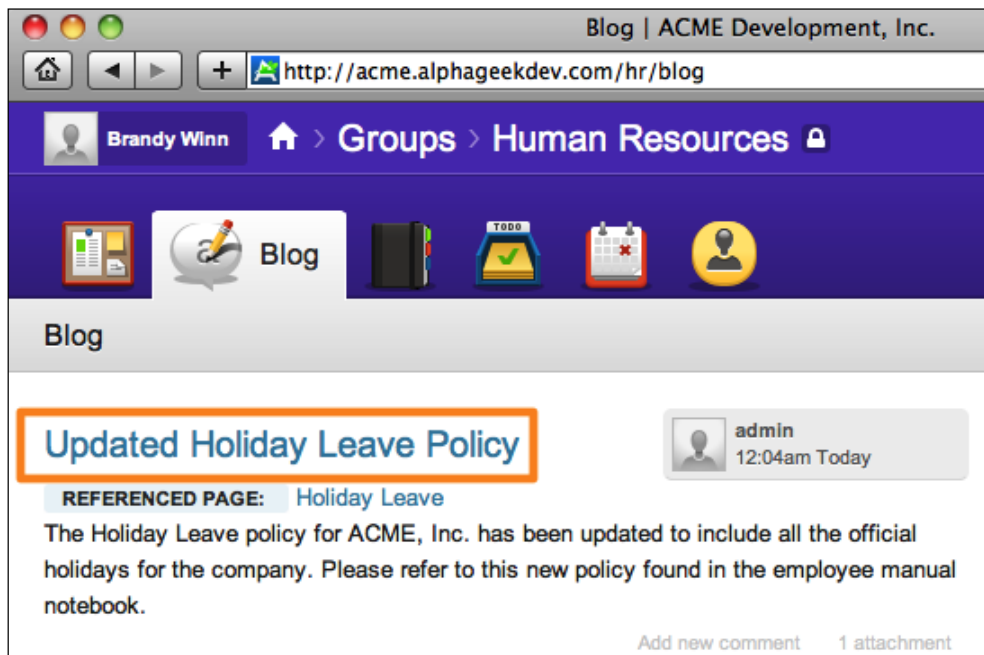 Blog | ACME Development, Inc.
http://acme.alphageekdev.com/hr/blog
Brandy Winn
Groups › Human Resources
TODO
Blog
Blog
Updated Holiday Leave Policy
admin
12:04am Today
REFERENCED PAGE: Holiday Leave
The Holiday Leave policy for ACME, Inc. has been updated to include all the official
holidays for the company. Please refer to this new policy found in the employee manual
notebook.
Add new comment 1 attachment